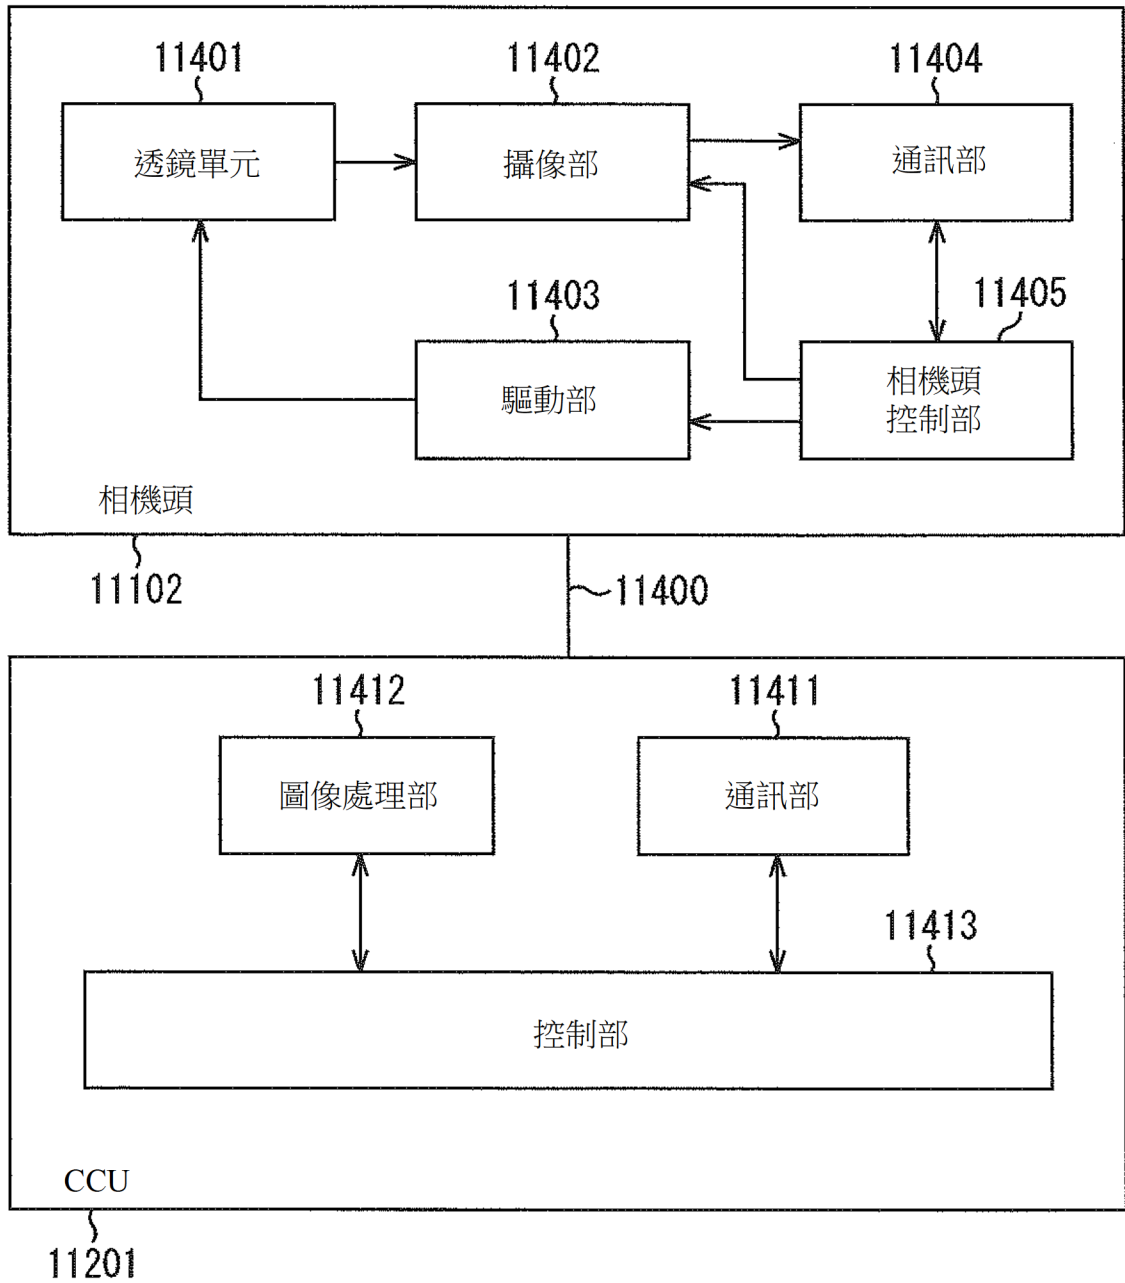 11401
11402
11404
透鏡單元
攝像部
通訊部
11403
11405
驅動部
相機頭
控制部
相機頭
11102
11400
11412
11411
圖像處理部
通訊部
11413
控制部
CCU
11201